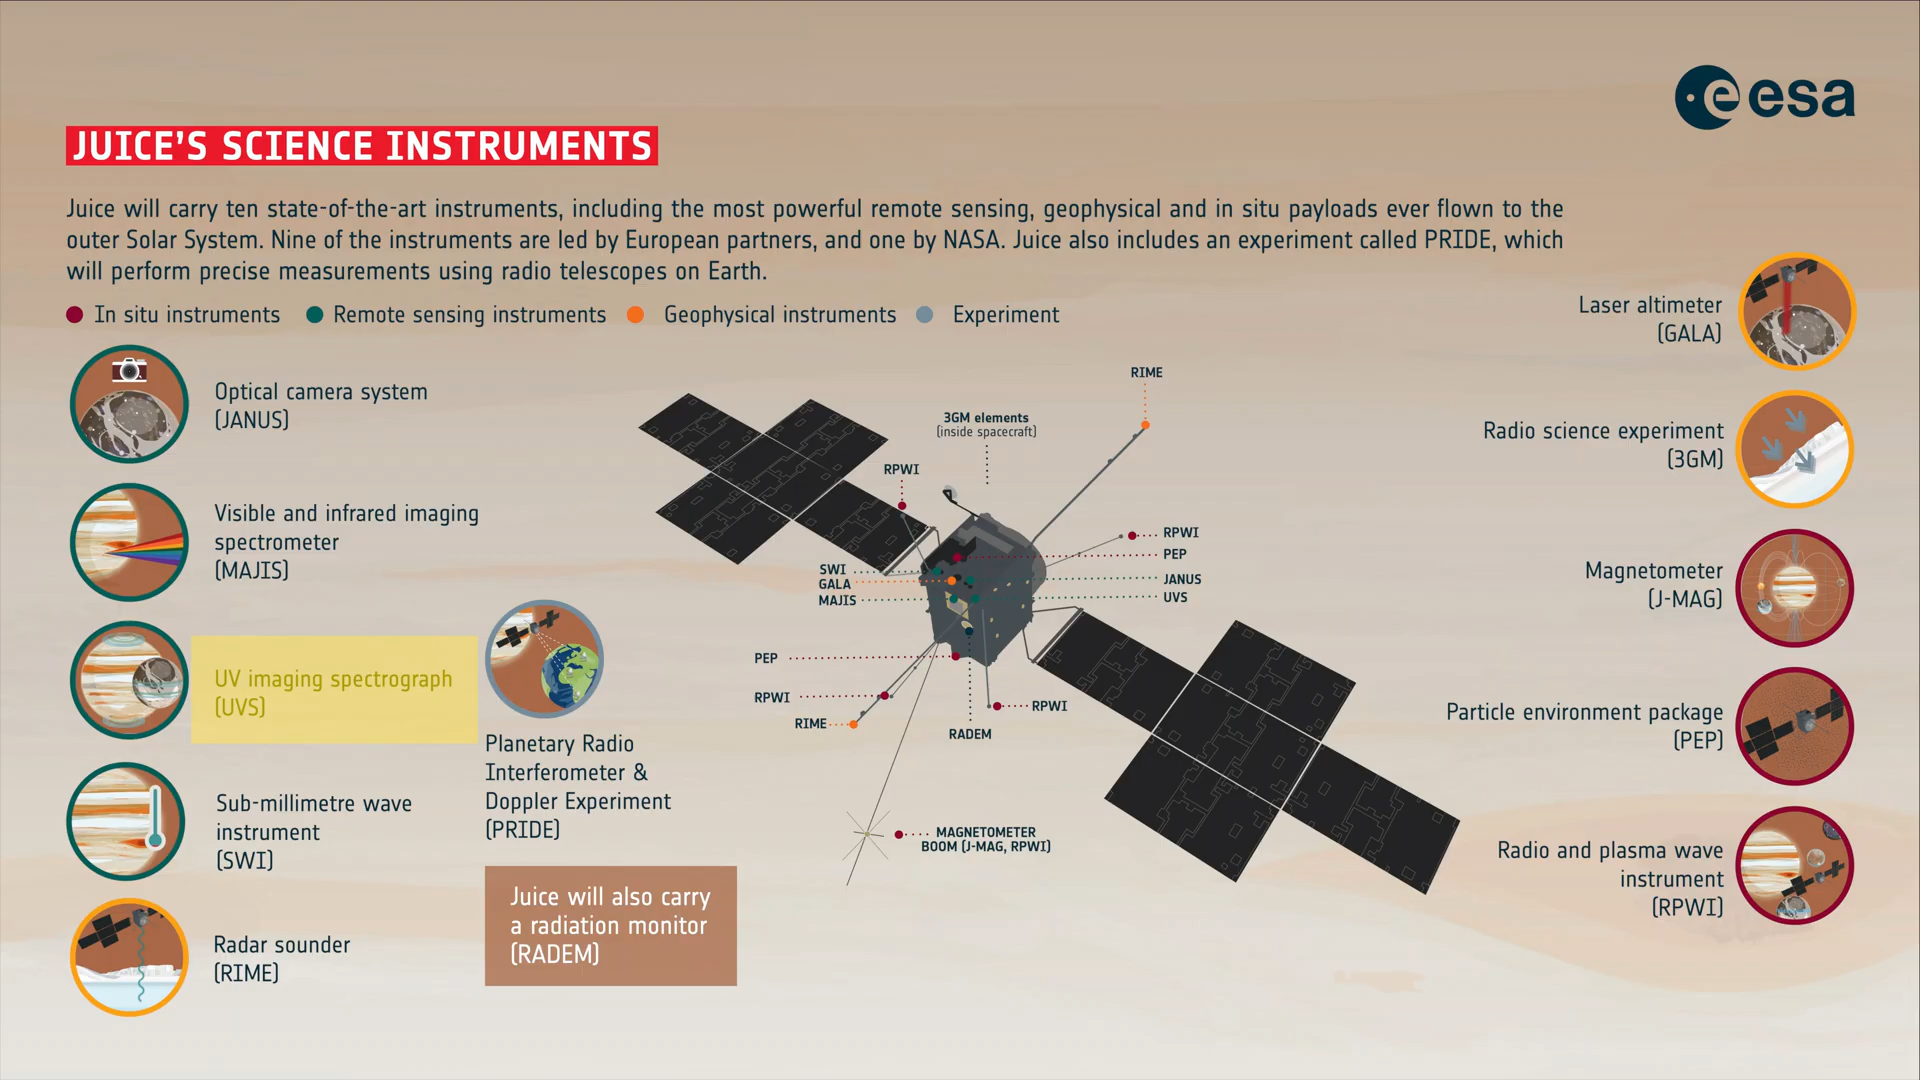 esa
JUICE'S SCIENCE INSTRUMENTS
Juice will carry ten state-of-the-art instruments, including the most powerful remote sensing, geophysical and in situ payloads ever flown to the
outer Solar System. Nine of the instruments are led by European partners, and one by NASA. Juice also includes an experiment called PRIDE, which
will perform precise measurements using radio telescopes on Earth.
In situ instruments
Remote sensing instruments
Geophysical instruments
Experiment
Optical camera system
(JANUS)
Visible and infrared imaging
spectrometer
(MAJIS)
UV imaging spectrograph
(UVS)
Sub-millimetre wave
instrument
(SWI)
Radar sounder
(RIME)
Planetary Radio
Interferometer &
Doppler Experiment
(PRIDE)
Juice will also carry
a radiation monitor
(RADEM)
RIME
3GM elements
(inside spacecraft)
RPWI
RPWI
PEP
SWI
GALA
MAJIS
JANUS
UVS
PEP
RPWI
RIME
RPWI
RADEM
MAGNETOMETER
BOOM (J-MAG, RPWI)
Laser altimeter
(GALA)
Radio science experiment
(3GM)
Magnetometer
(J-MAG)
Particle environment package
(PEP)
Radio and plasma wave
instrument
(RPWI)